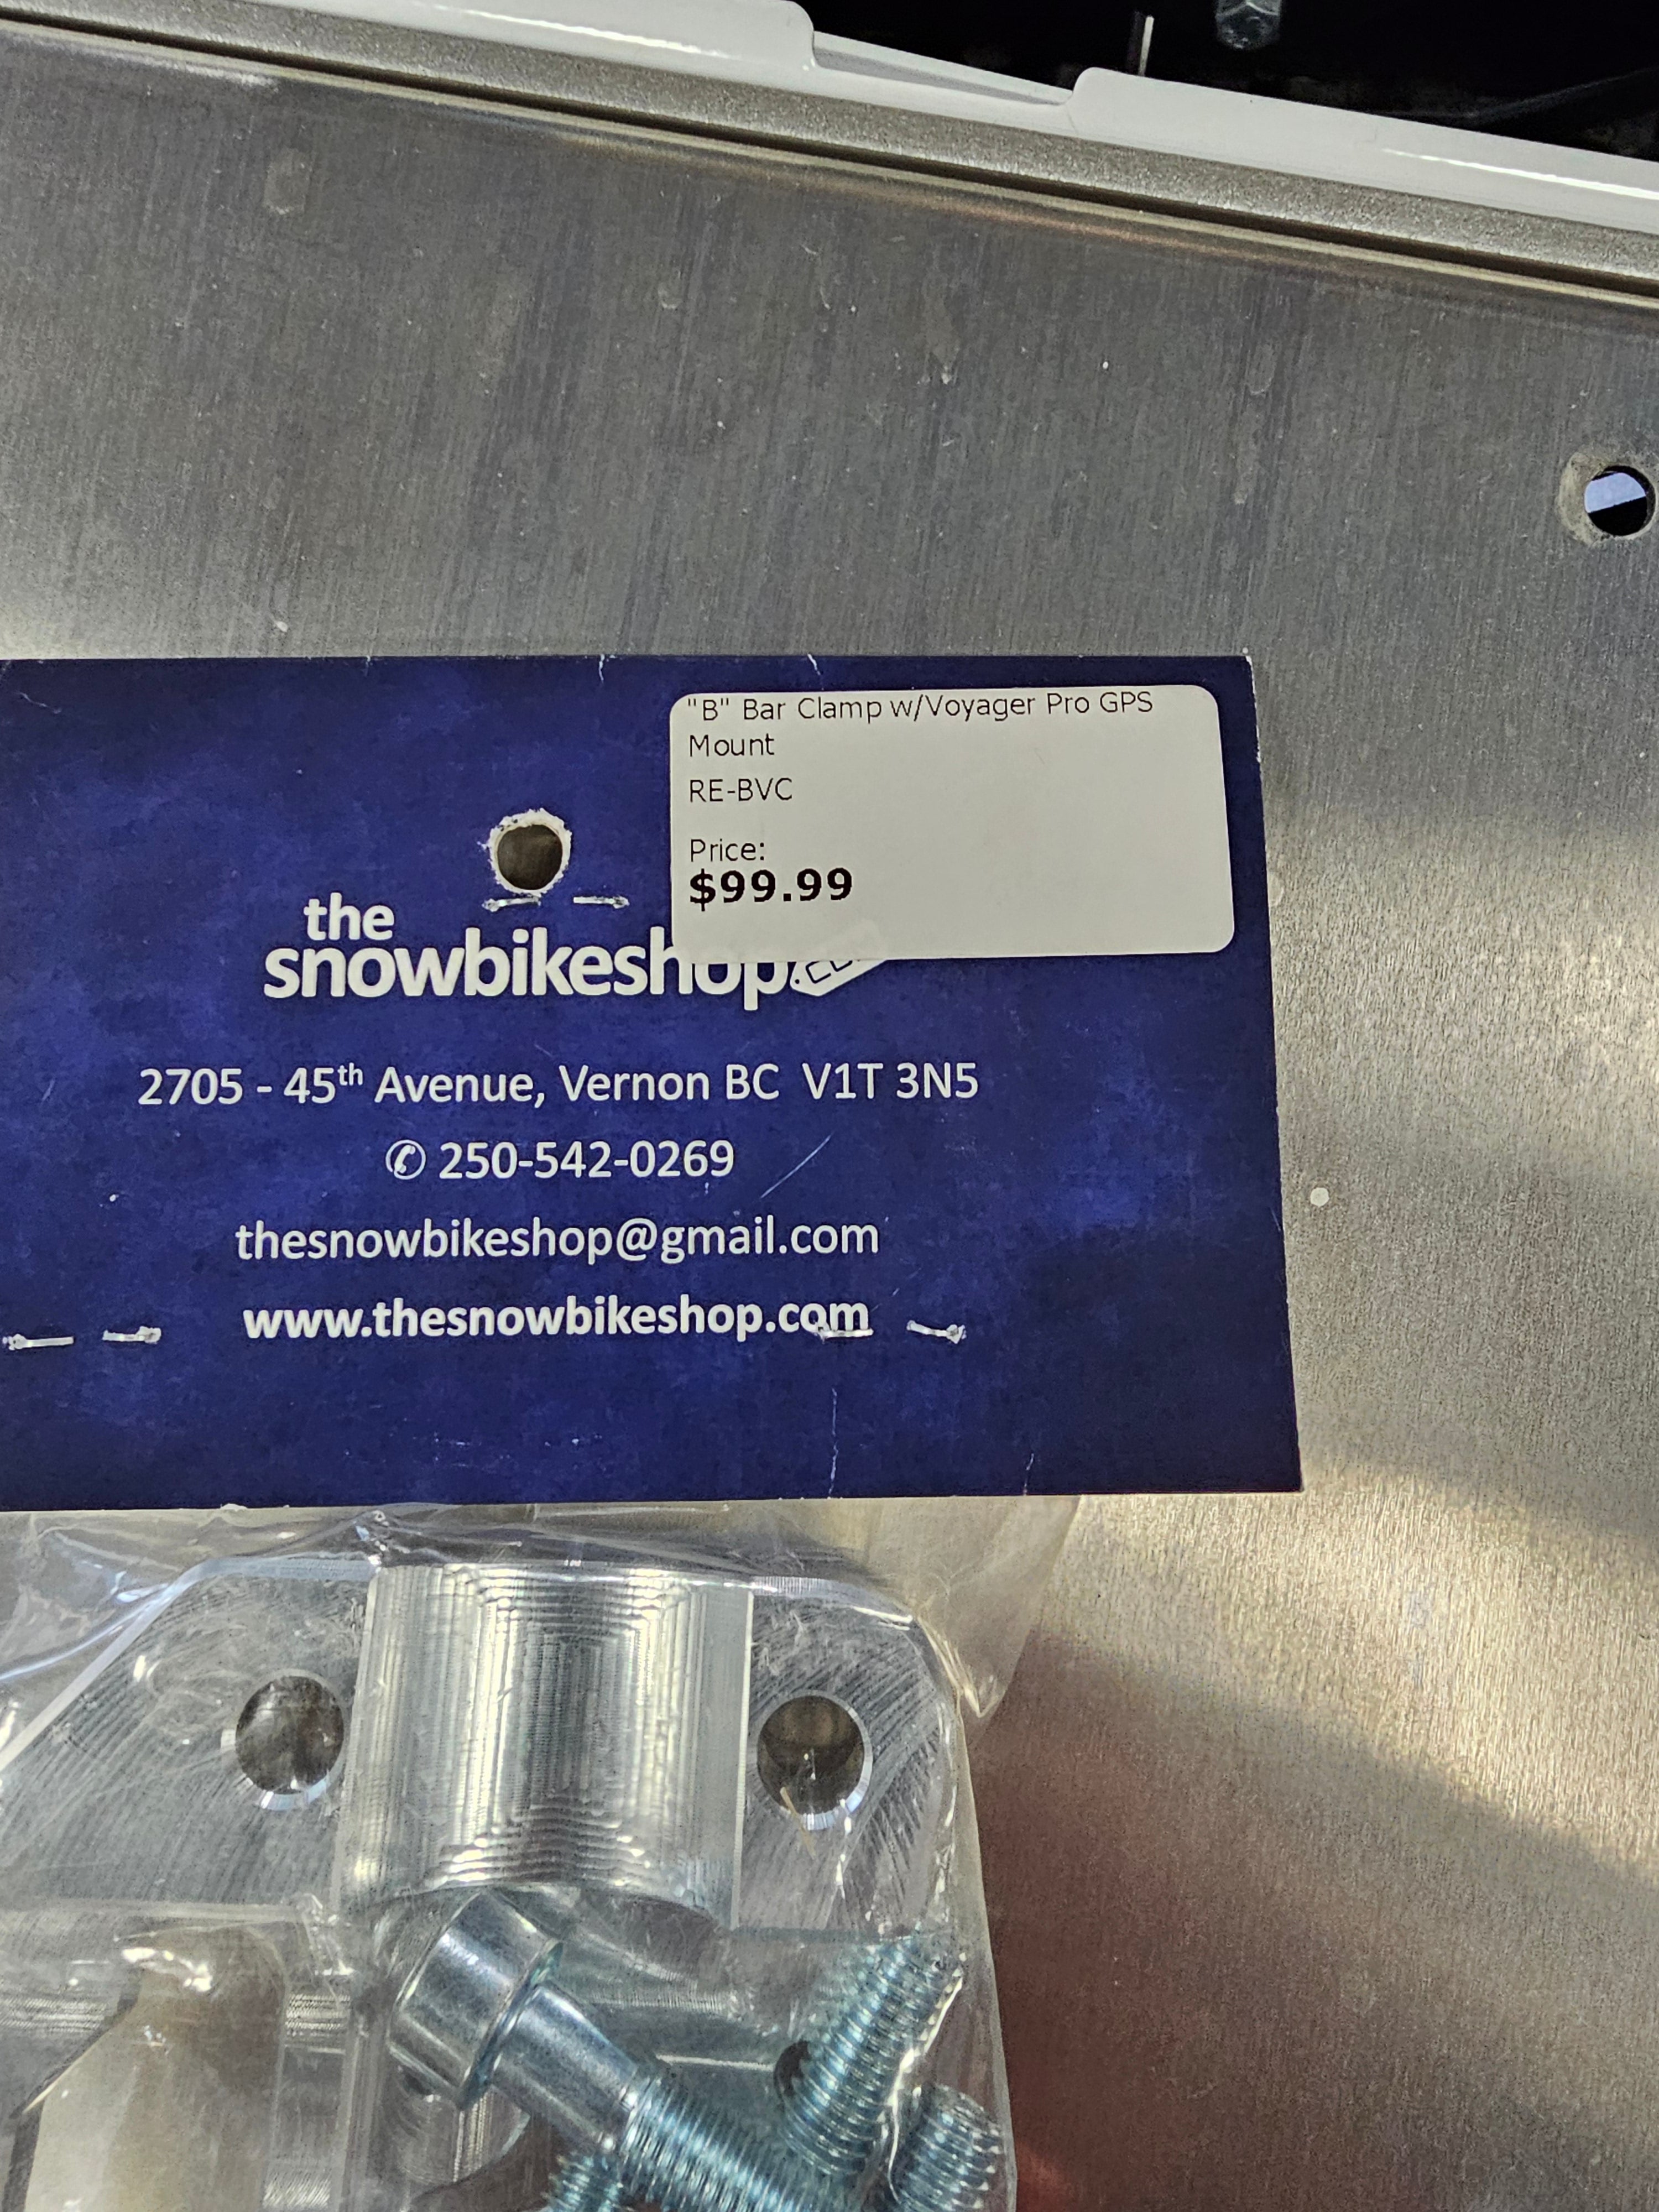 "B" Bar Clamp w/Voyager Pro GPS
Mount
RE-BVC
Price:
$99.99
the
snowbikeshop
2705 - 45th Avenue, Vernon BC V1T 3N5
✆ 250-542-0269
thesnowbikeshop@gmail.com
www.thesnowbikeshop.com